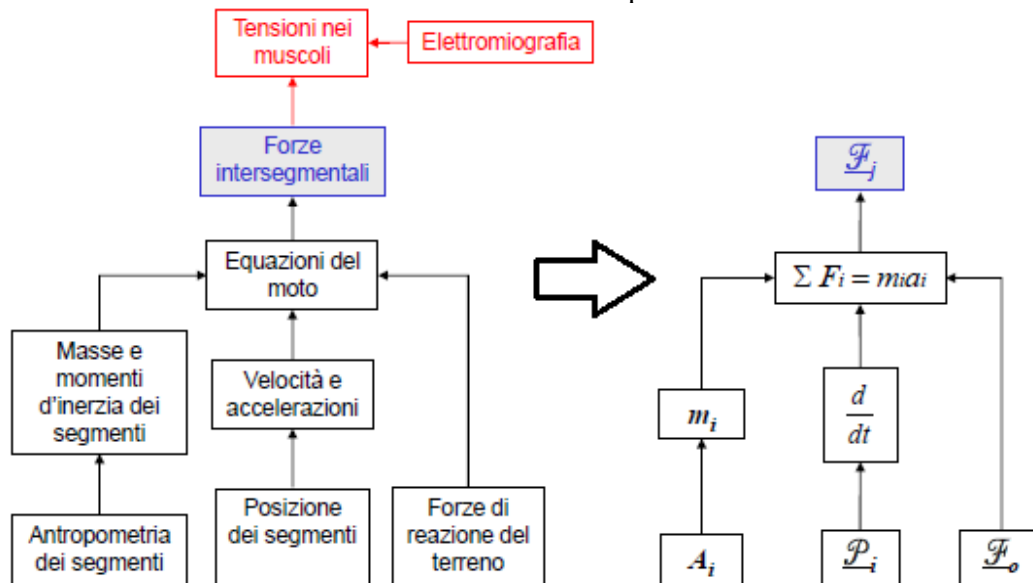 Tensioni nei
muscoli
Elettromiografia
Forze
intersegmentali
Equazioni del
moto
Masse e
momenti
d'inerzia dei
segmenti
Velocità e
accelerazioni
Antropometria
dei segmenti
Posizione
dei segmenti
Forze di
reazione del
terreno
ℱj
∑ Fi = miai
mi
d
dt
Ai
𝒫i
ℱo